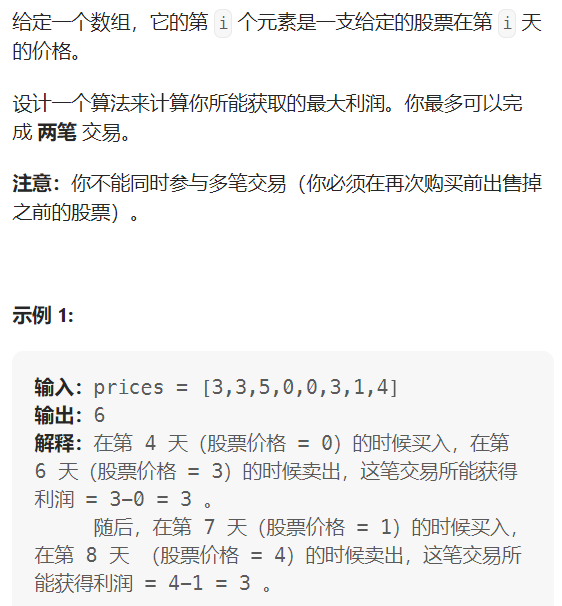 给定一个数组，它的第 i 个元素是一支给定的股票在第 i 天
的价格。
设计一个算法来计算你所能获取的最大利润。你最多可以完
成 两笔 交易。
注意：你不能同时参与多笔交易（你必须在再次购买前出售掉
之前的股票）。
示例 1:
输入：prices = [3,3,5,0,0,3,1,4]
输出：6
解释：在第 4 天（股票价格 = 0）的时候买入，在第
6 天（股票价格 = 3）的时候卖出，这笔交易所能获得
利润 = 3-0 = 3 。
随后，在第 7 天（股票价格 = 1）的时候买入，
在第 8 天 （股票价格 = 4）的时候卖出，这笔交易所
能获得利润 = 4-1 = 3 。